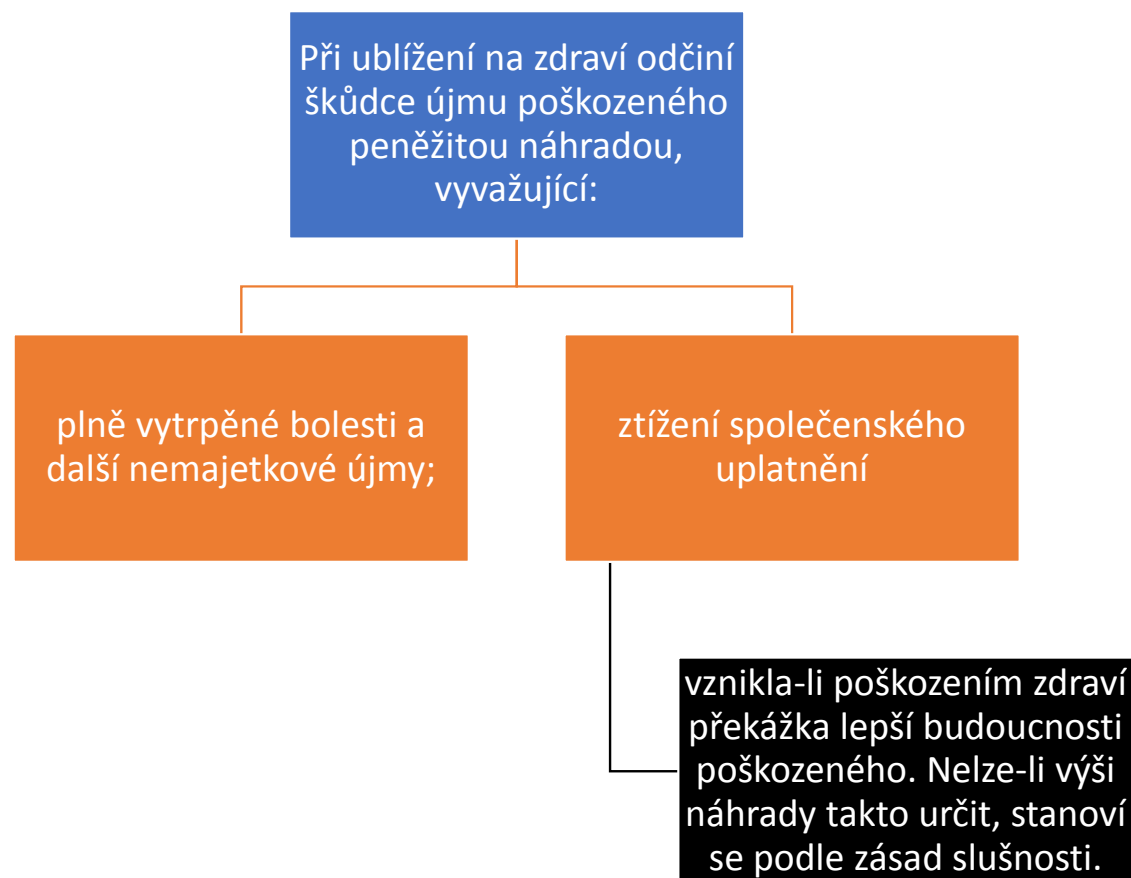 Při ublížení na zdraví odčiní
škůdce újmu poškozeného
peněžitou náhradou,
vyvažující:
plně vytrpěné bolesti a
další nemajetkové újmy;
ztížení společenského
uplatnění
vznikla-li poškozením zdraví
překážka lepší budoucnosti
poškozeného. Nelze-li výši
náhrady takto určit, stanoví
se podle zásad slušnosti.